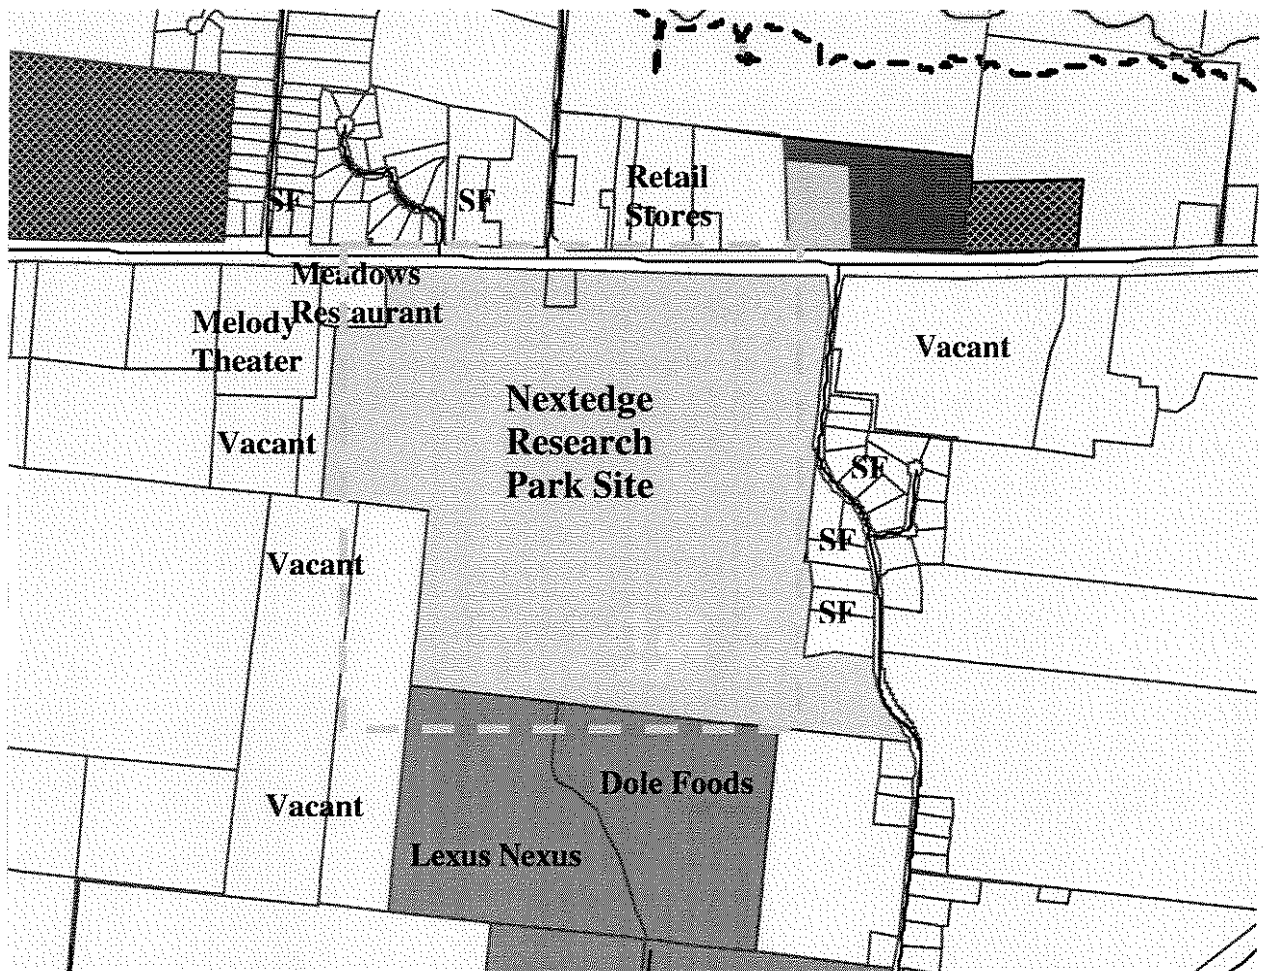 Retail
Stores
SF
SF
Meadows
Restaurant
Melody
Theater
Vacant
Nextedge
Research
Park Site
Vacant
SF
SF
Vacant
SF
Dole Foods
Vacant
Lexus Nexus